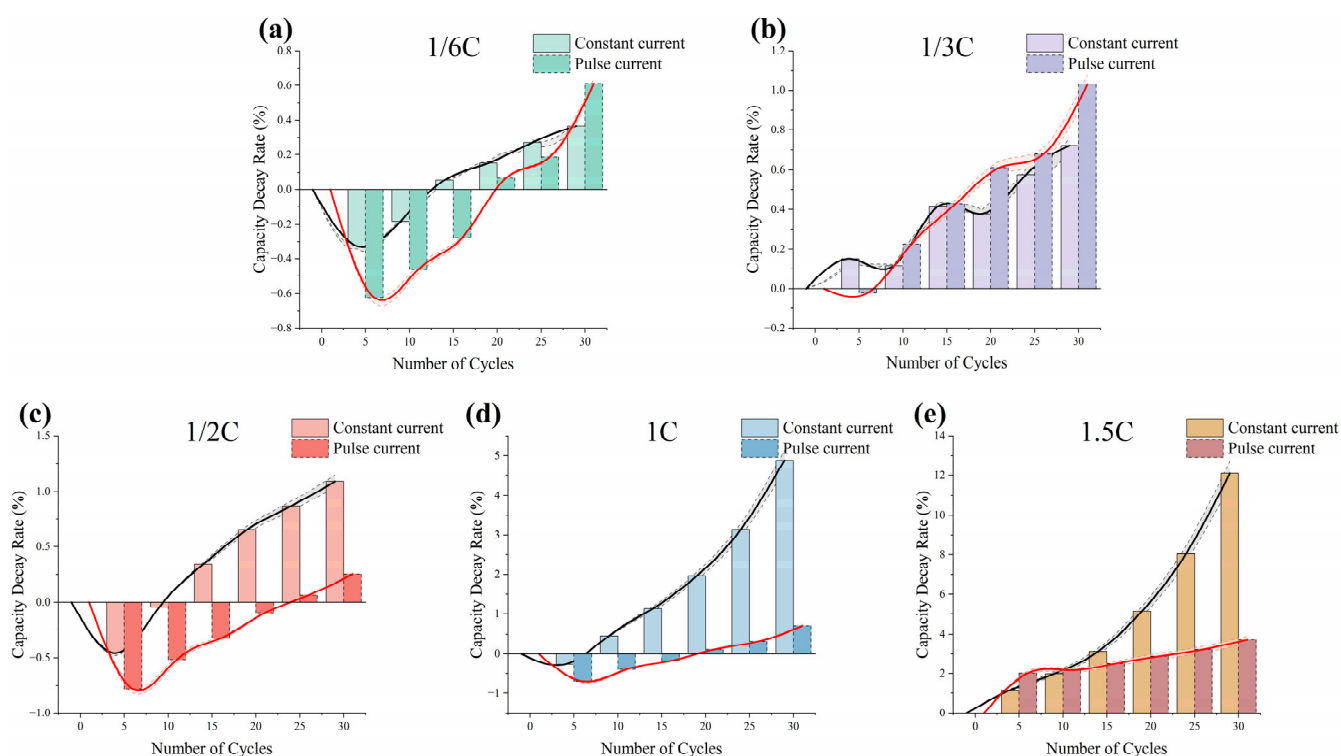 (a)
1/6C
Constant current
Pulse current
0.8
0.6
0.4
0.2
0.0
−0.2
−0.4
−0.6
−0.8
Capacity Decay Rate (%)
0 5 10 15 20 25 30
Number of Cycles
(b)
1/3C
Constant current
Pulse current
1.2
1.0
0.8
0.6
0.4
0.2
0.0
−0.2
Capacity Decay Rate (%)
0 5 10 15 20 25 30
Number of Cycles
(c)
1/2C
Constant current
Pulse current
1.5
1.0
0.5
0.0
−0.5
−1.0
Capacity Decay Rate (%)
0 5 10 15 20 25 30
Number of Cycles
(d)
1C
Constant current
Pulse current
5
4
3
2
1
0
−1
Capacity Decay Rate (%)
0 5 10 15 20 25 30
Number of Cycles
(e)
1.5C
Constant current
Pulse current
14
12
10
8
6
4
2
0
Capacity Decay Rate (%)
0 5 10 15 20 25 30
Number of Cycles